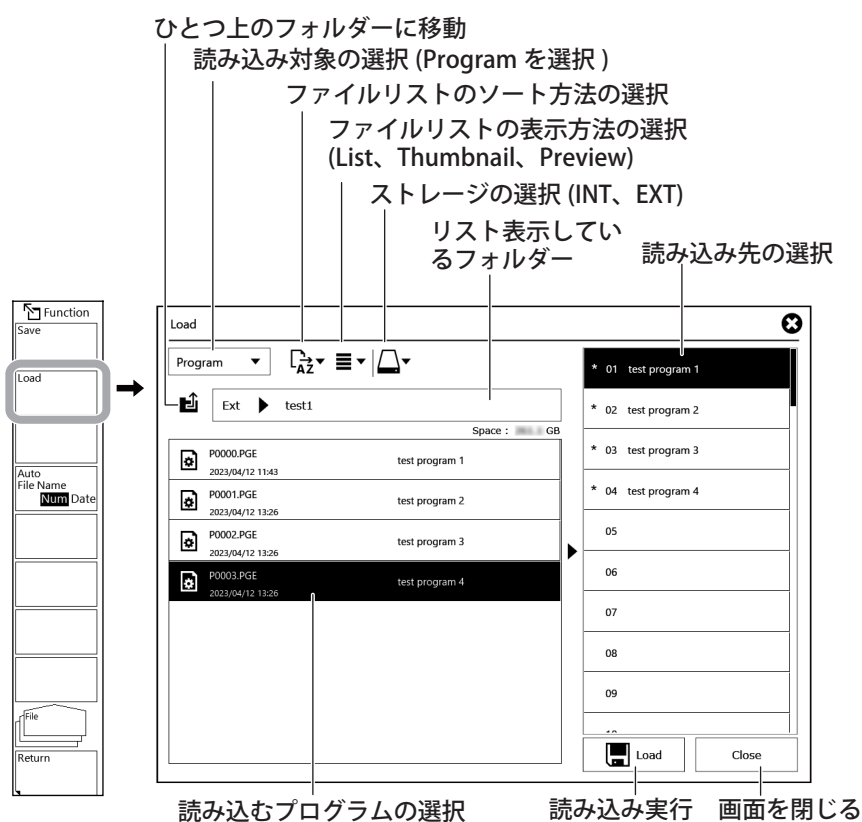 ひとつ上のフォルダーに移動
読み込み対象の選択 (Program を選択 )
ファイルリストのソート方法の選択
ファイルリストの表示方法の選択
(List、Thumbnail、Preview)
ストレージの選択 (INT、EXT)
リスト表示してい
るフォルダー
読み込み先の選択
Function
Save
Load
Auto
File Name
Num Date
File
Return
Load
Program
AZ
Ext test1
Space : GB
P0000.PGE
2023/04/12 11:43
test program 1
P0001.PGE
2023/04/12 13:26
test program 2
P0002.PGE
2023/04/12 13:26
test program 3
P0003.PGE
2023/04/12 13:26
test program 4
* 01 test program 1
* 02 test program 2
* 03 test program 3
* 04 test program 4
05
06
07
08
09
Load
Close
読み込むプログラムの選択
読み込み実行
画面を閉じる